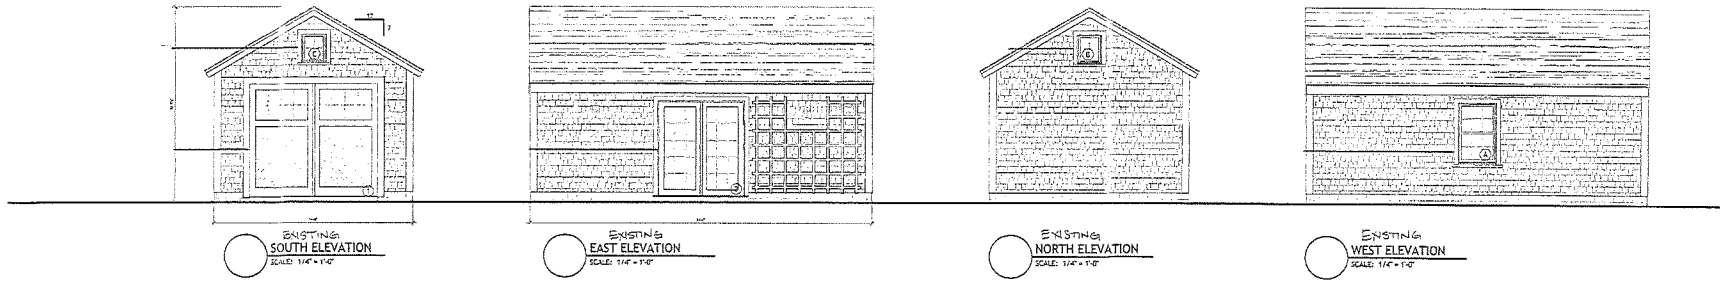 12
EXISTING
SOUTH ELEVATION
SCALE: 1/4" = 1'-0"
EXISTING
EAST ELEVATION
SCALE: 1/4" = 1'-0"
EXISTING
NORTH ELEVATION
SCALE: 1/4" = 1'-0"
EXISTING
WEST ELEVATION
SCALE: 1/4" = 1'-0"
A